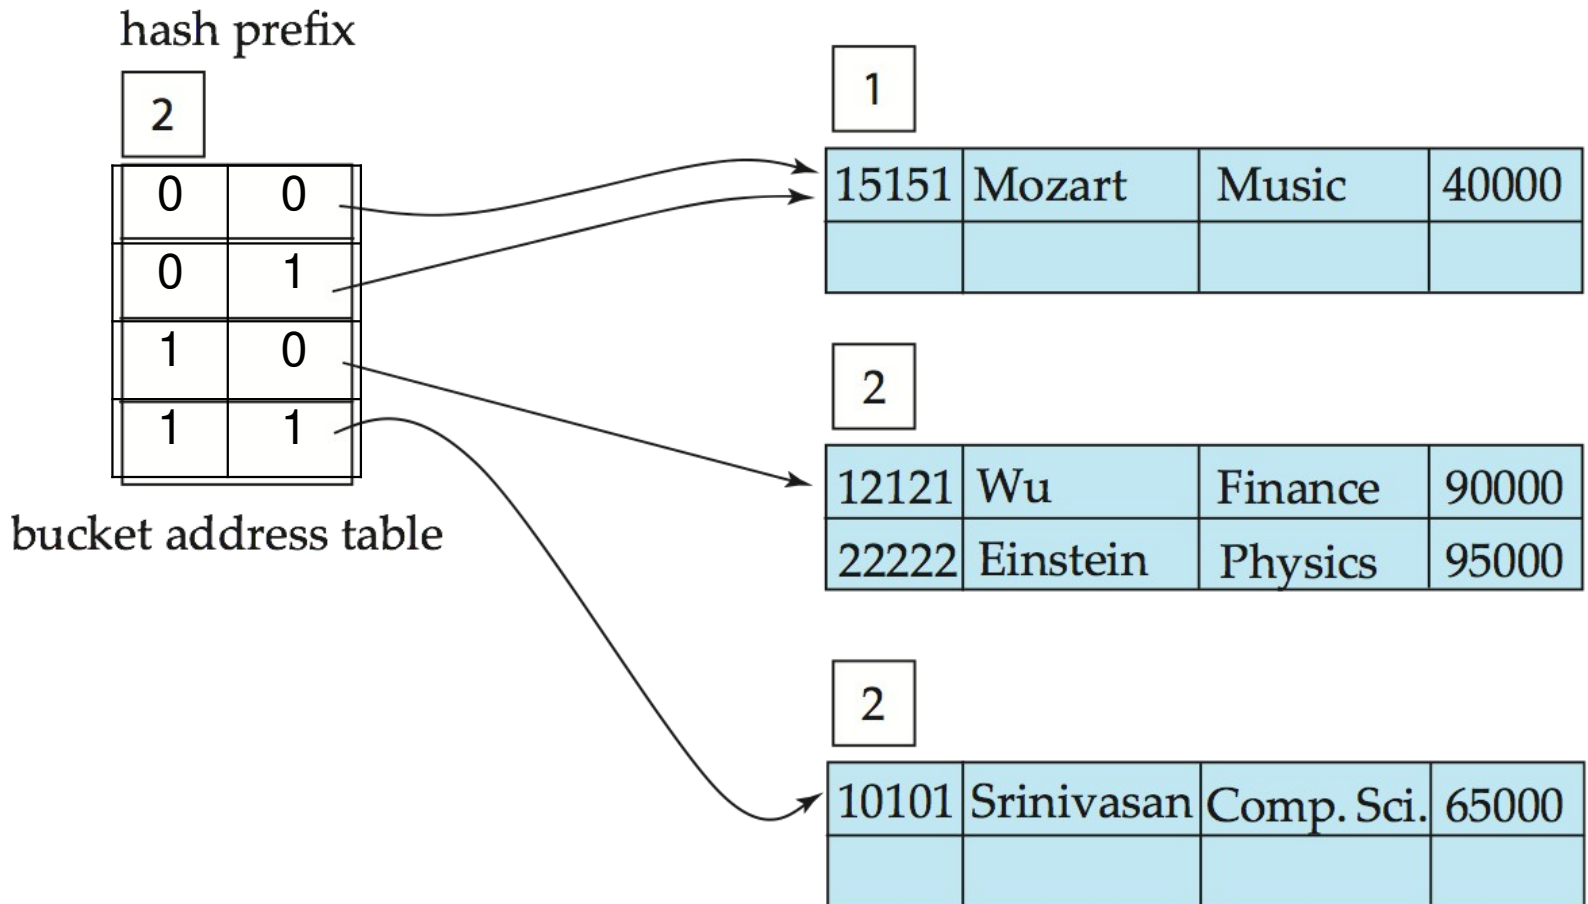 hash prefix
2
0 0
0 1
1 0
1 1
bucket address table
1
15151 Mozart Music 40000
2
12121 Wu Finance 90000
22222 Einstein Physics 95000
2
10101 Srinivasan Comp. Sci. 65000